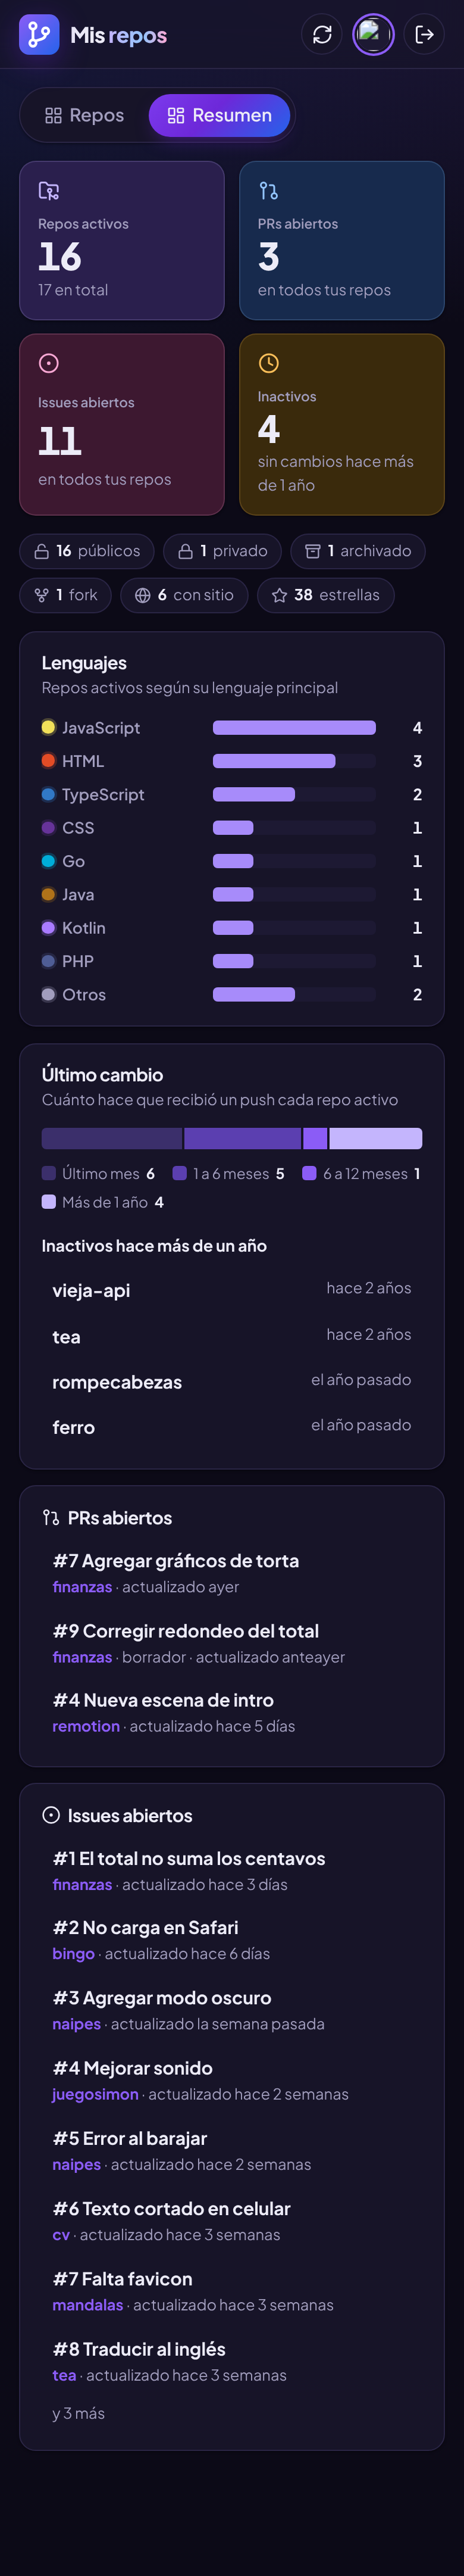 Mis repos
Repos
Resumen
Repos activos
16
17 en total
PRs abiertos
3
en todos tus repos
Issues abiertos
11
en todos tus repos
Inactivos
4
sin cambios hace más
de 1 año
16 públicos
1 privado
1 archivado
1 fork
6 con sitio
38 estrellas
Lenguajes
Repos activos según su lenguaje principal
JavaScript 4
HTML 3
TypeScript 2
CSS 1
Go 1
Java 1
Kotlin 1
PHP 1
Otros 2
Último cambio
Cuánto hace que recibió un push cada repo activo
Último mes 6 1 a 6 meses 5 6 a 12 meses 1
Más de 1 año 4
Inactivos hace más de un año
vieja-api hace 2 años
tea hace 2 años
rompecabezas el año pasado
ferro el año pasado
PRs abiertos
#7 Agregar gráficos de torta
finanzas · actualizado ayer
#9 Corregir redondeo del total
finanzas · borrador · actualizado anteayer
#4 Nueva escena de intro
remotion · actualizado hace 5 días
Issues abiertos
#1 El total no suma los centavos
finanzas · actualizado hace 3 días
#2 No carga en Safari
bingo · actualizado hace 6 días
#3 Agregar modo oscuro
naipes · actualizado la semana pasada
#4 Mejorar sonido
juegosimon · actualizado hace 2 semanas
#5 Error al barajar
naipes · actualizado hace 2 semanas
#6 Texto cortado en celular
cv · actualizado hace 3 semanas
#7 Falta favicon
mandalas · actualizado hace 3 semanas
#8 Traducir al inglés
tea · actualizado hace 3 semanas
y 3 más